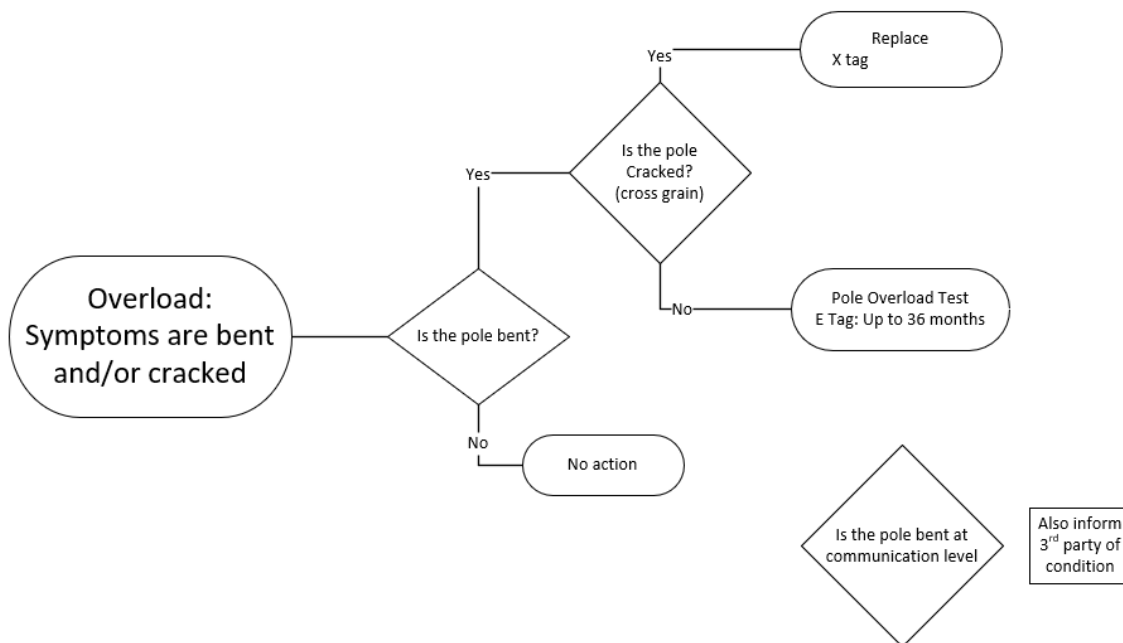 Overload:
Symptoms are bent
and/or cracked
Is the pole bent?
Yes
No
No action
Is the pole
Cracked?
(cross grain)
Yes
Replace
X tag
No
Pole Overload Test
E Tag: Up to 36 months
Is the pole bent at
communication level
Also inform
3rd party of
condition